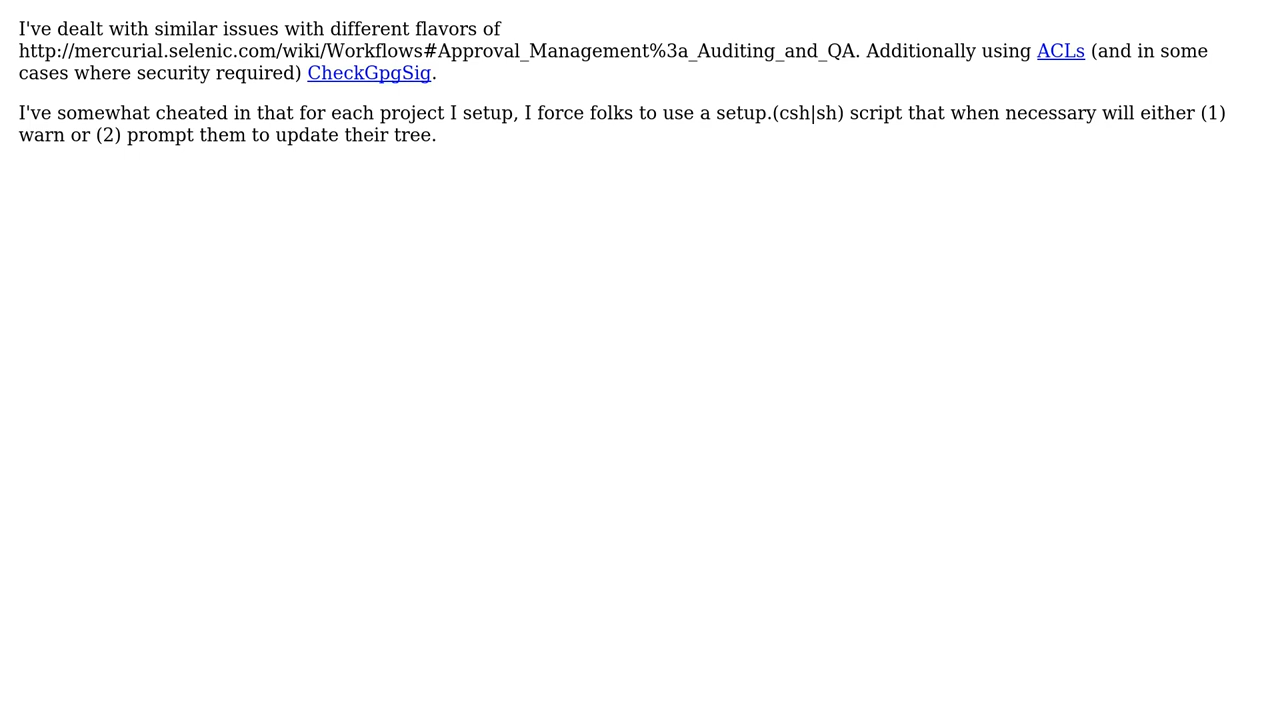 I've dealt with similar issues with different flavors of
http://mercurial.selenic.com/wiki/Workflows#Approval_Management%3a_Auditing_and_QA. Additionally using ACLs (and in some
cases where security required) CheckGpgSig.
I've somewhat cheated in that for each project I setup, I force folks to use a setup.(csh|sh) script that when necessary will either (1)
warn or (2) prompt them to update their tree.